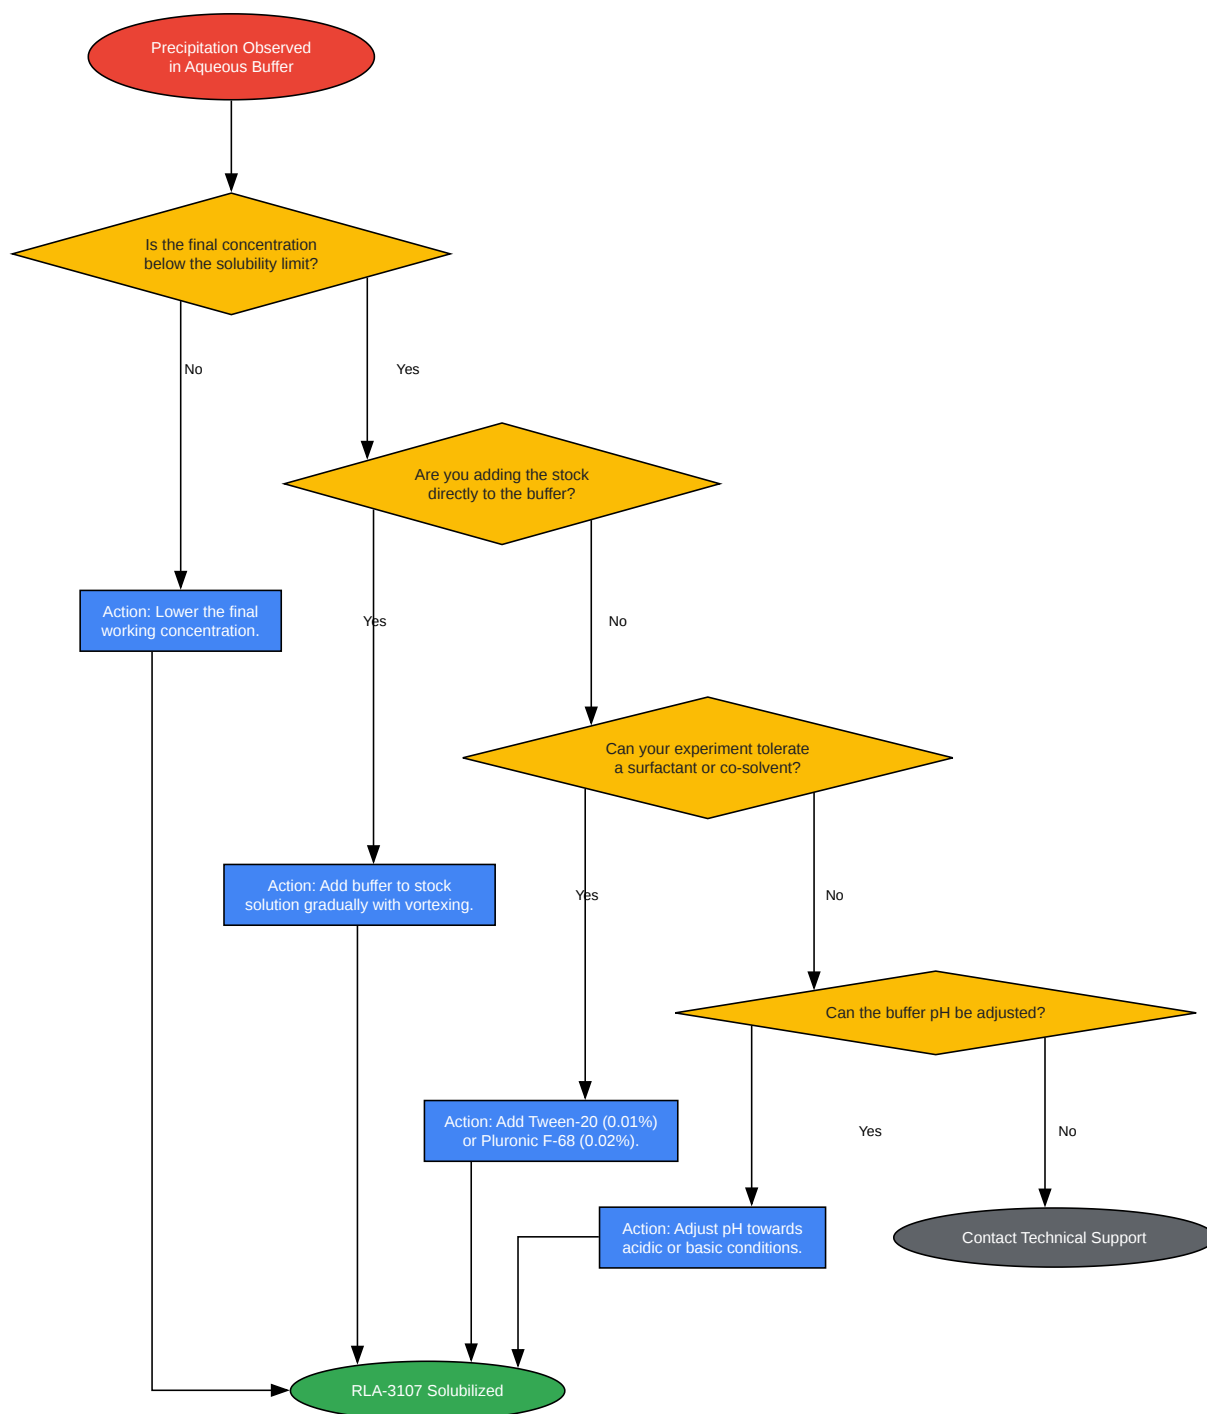 Precipitation Observed
in Aqueous Buffer
Is the final concentration
below the solubility limit?
No
Yes
Are you adding the stock
directly to the buffer?
Action: Lower the final
working concentration.
Yes
No
Can your experiment tolerate
a surfactant or co-solvent?
Action: Add buffer to stock
solution gradually with vortexing.
Yes
No
Can the buffer pH be adjusted?
Action: Add Tween-20 (0.01%)
or Pluronic F-68 (0.02%).
Yes
No
Action: Adjust pH towards
acidic or basic conditions.
Contact Technical Support
RLA-3107 Solubilized